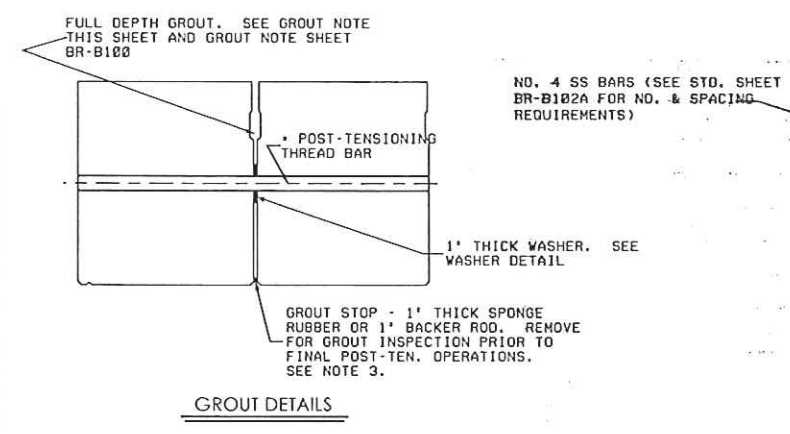 FULL DEPTH GROUT. SEE GROUT NOTE
THIS SHEET AND GROUT NOTE SHEET
BR-B100
NO. 4 SS BARS (SEE STD. SHEET
BR-B102A FOR NO. & SPACING
REQUIREMENTS)
* POST-TENSIONING
THREAD BAR
1" THICK WASHER. SEE
WASHER DETAIL
GROUT STOP - 1" THICK SPONGE
RUBBER OR 1" BACKER ROD. REMOVE
FOR GROUT INSPECTION PRIOR TO
FINAL POST-TEN. OPERATIONS.
SEE NOTE 3.
GROUT DETAILS